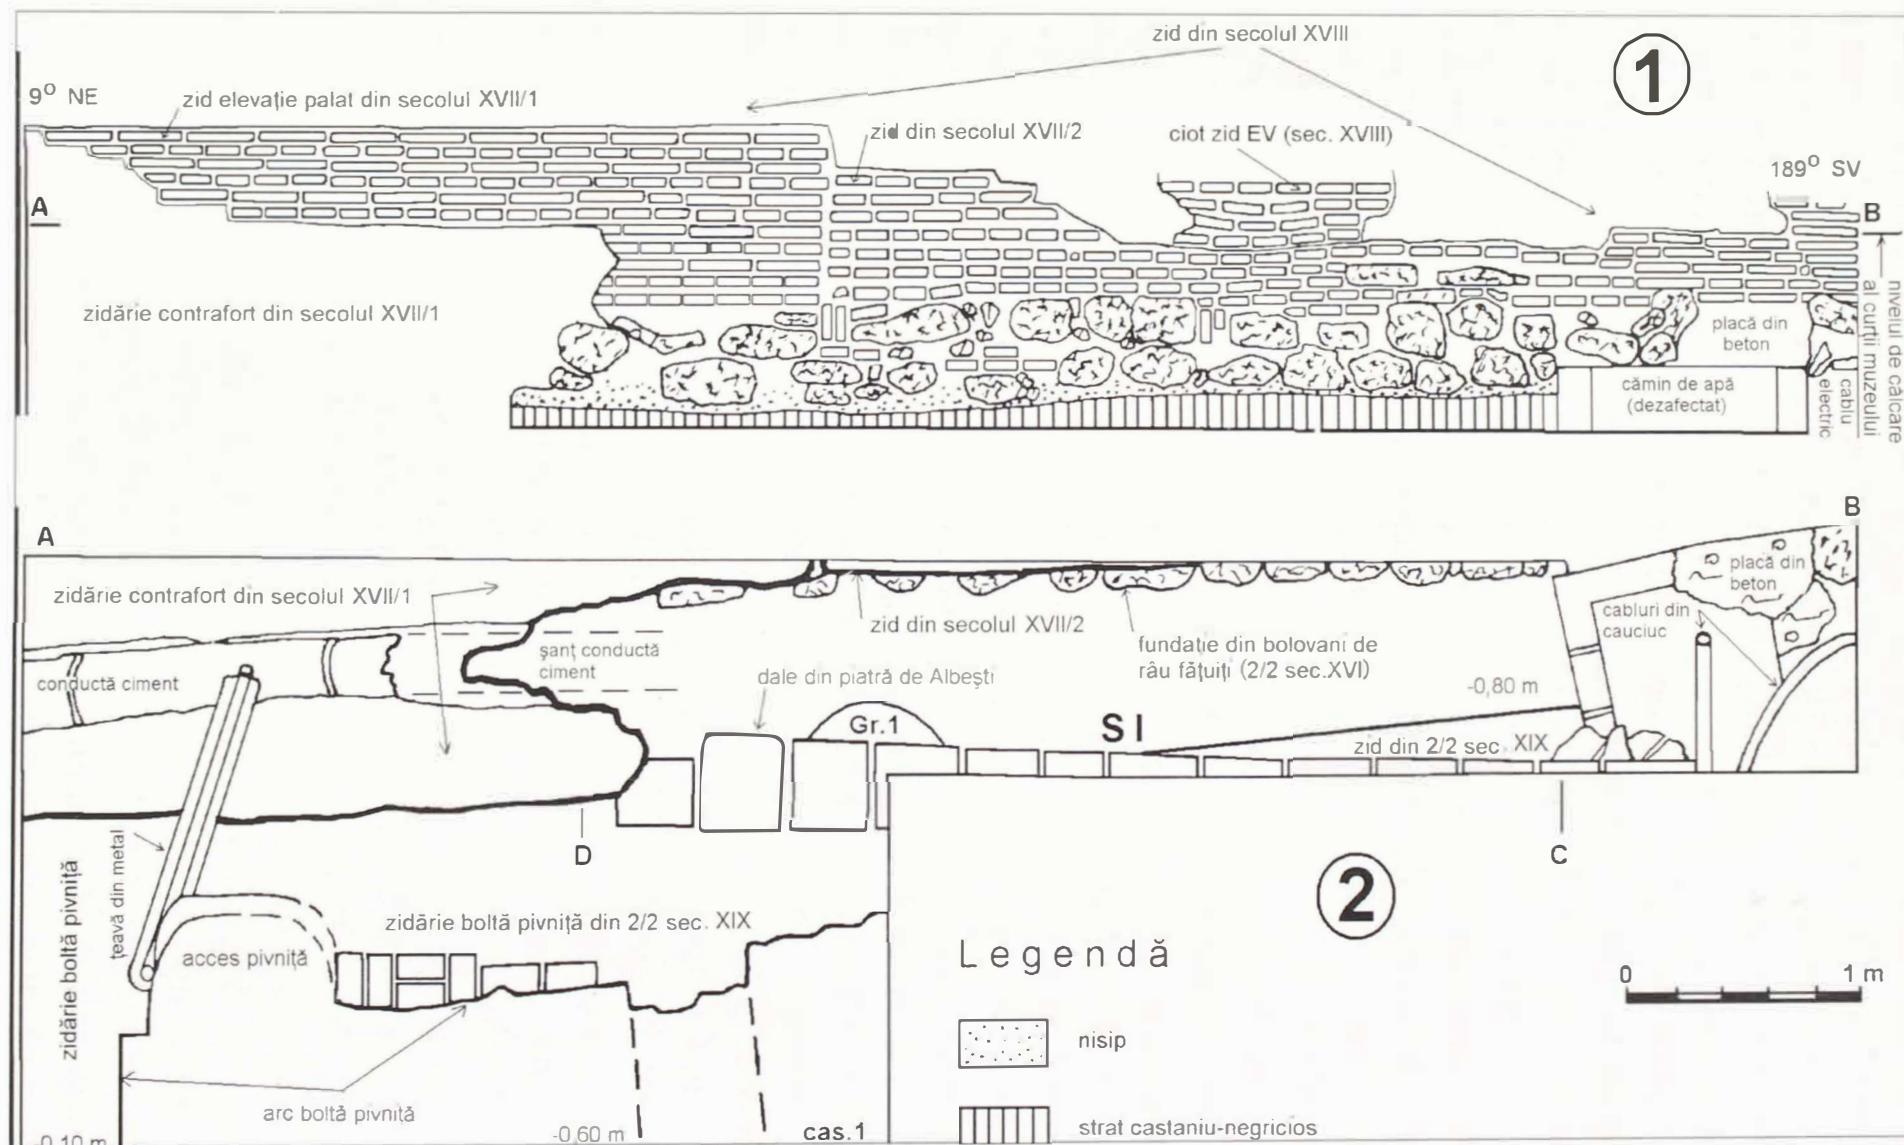 zid din secolul XVIII
1
9° NE
zid elevație palat din secolul XVII/1
zid din secolul XVII/2
ciot zid EV (sec. XVIII)
189° SV
A
B
zidărie contrafort din secolul XVII/1
placă din
beton
cămin de apă
(dezafectat)
cablu
electric
nivelul de călcare
al curții muzeului
A
B
zidărie contrafort din secolul XVII/1
zid din secolul XVII/2
fundație din bolovani de
râu fățuiți (2/2 sec.XVI)
placă din
beton
cabluri din
cauciuc
șanț conductă
ciment
conductă ciment
dale din piatră de Albești
-0,80 m
Gr.1
S I
zid din 2/2 sec. XIX
D
C
țeavă din metal
zidărie boltă pivniță
zidărie boltă pivniță din 2/2 sec. XIX
2
acces pivniță
Legendă
0 1 m
nisip
arc boltă pivniță
strat castaniu-negricios
-0,10 m
-0,60 m
cas.1